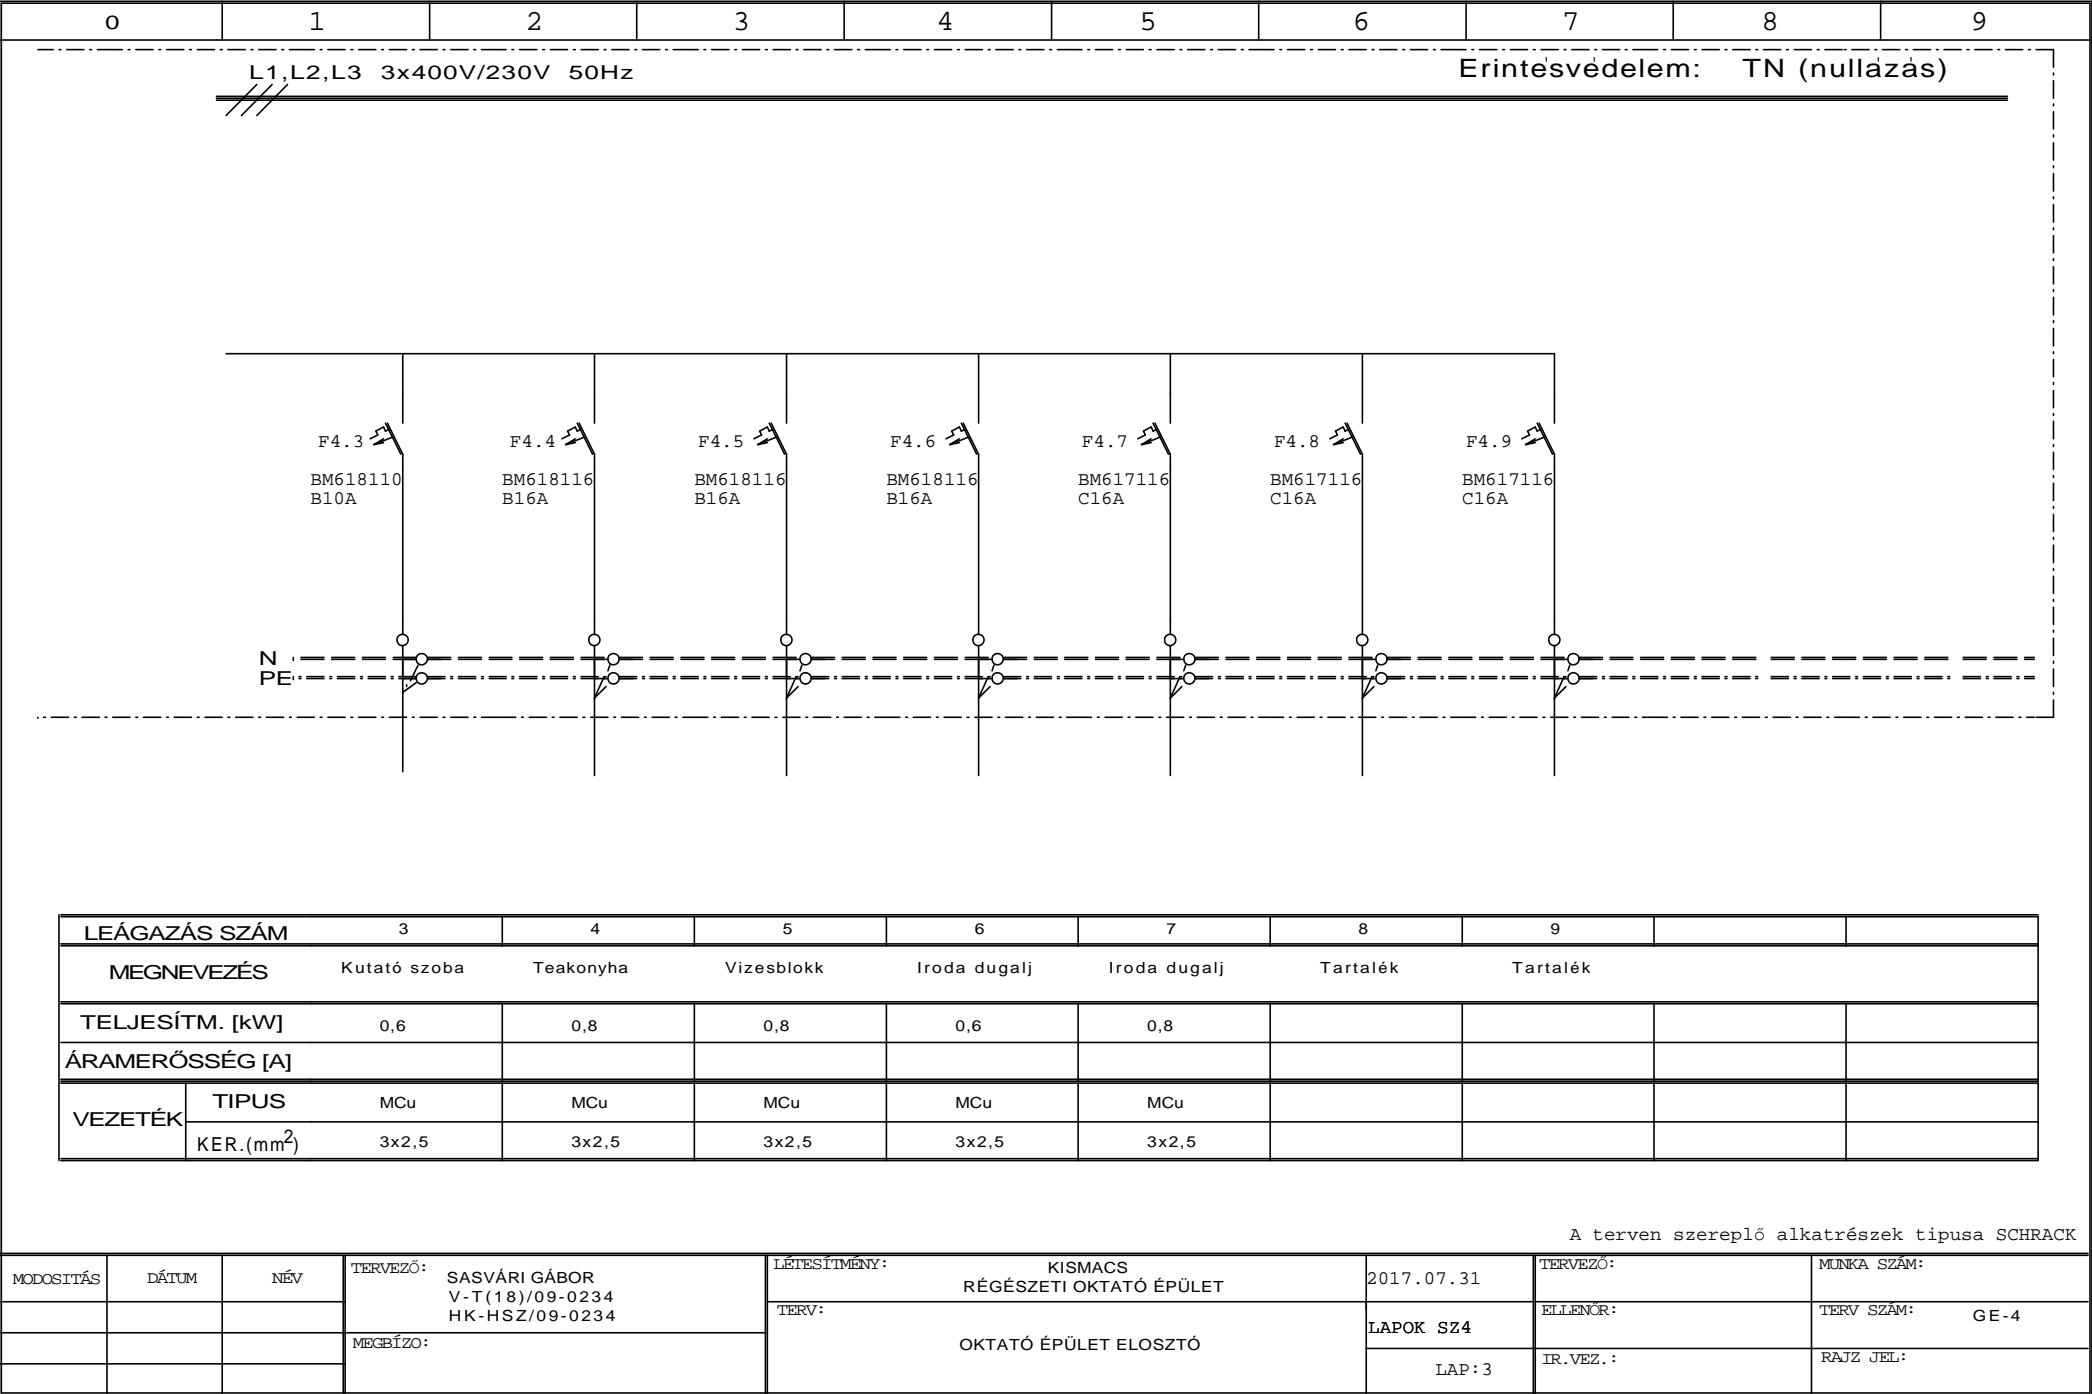 0 1 2 3 4 5 6 7 8 9
L1,L2,L3 3x400V/230V 50Hz
Érintésvédelem: TN (nullázás)
F4.3 F4.4 F4.5 F4.6 F4.7 F4.8 F4.9
BM618110 BM618116 BM618116 BM618116 BM617116 BM617116 BM617116
B10A B16A B16A B16A C16A C16A C16A
N
PE
LEÁGAZÁS SZÁM 3 4 5 6 7 8 9
MEGNEVEZÉS Kutató szoba Teakonyha Vizesblokk Iroda dugalj Iroda dugalj Tartalék Tartalék
TELJESÍTM. [kW] 0,6 0,8 0,8 0,6 0,8
ÁRAMERŐSSÉG [A]
VEZETÉK
TIPUS MCu MCu MCu MCu MCu
KER.(mm²) 3x2,5 3x2,5 3x2,5 3x2,5 3x2,5
A terven szereplő alkatrészek tipusa SCHRACK
MODOSITÁS DÁTUM NÉV
TERVEZŐ: SASVÁRI GÁBOR
V-T(18)/09-0234
HK-HSZ/09-0234
MEGBÍZO:
LÉTESÍTMÉNY: KISMACS
RÉGÉSZETI OKTATÓ ÉPÜLET
TERV:
OKTATÓ ÉPÜLET ELOSZTÓ
2017.07.31
LAPOK SZ4
LAP:3
TERVEZŐ:
ELLENŐR:
IR.VEZ.:
MUNKA SZÁM:
TERV SZÁM: GE-4
RAJZ JEL: